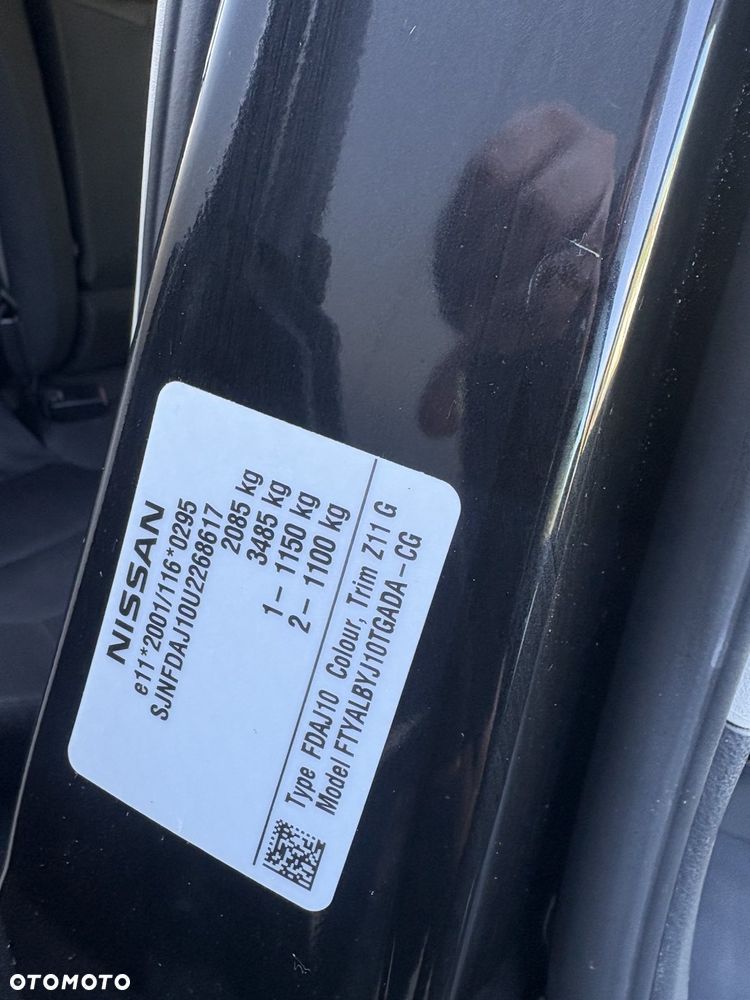 NISSAN
e11*2001/116*0295
SJNFDAJ10U2268617
2085 kg
3485 kg
1- 1150 kg
2- 1100 kg
Type FDAJ10 Colour, Trim Z11 G
Model FTYALBYJ10TGADA-CG
OTOMOTO